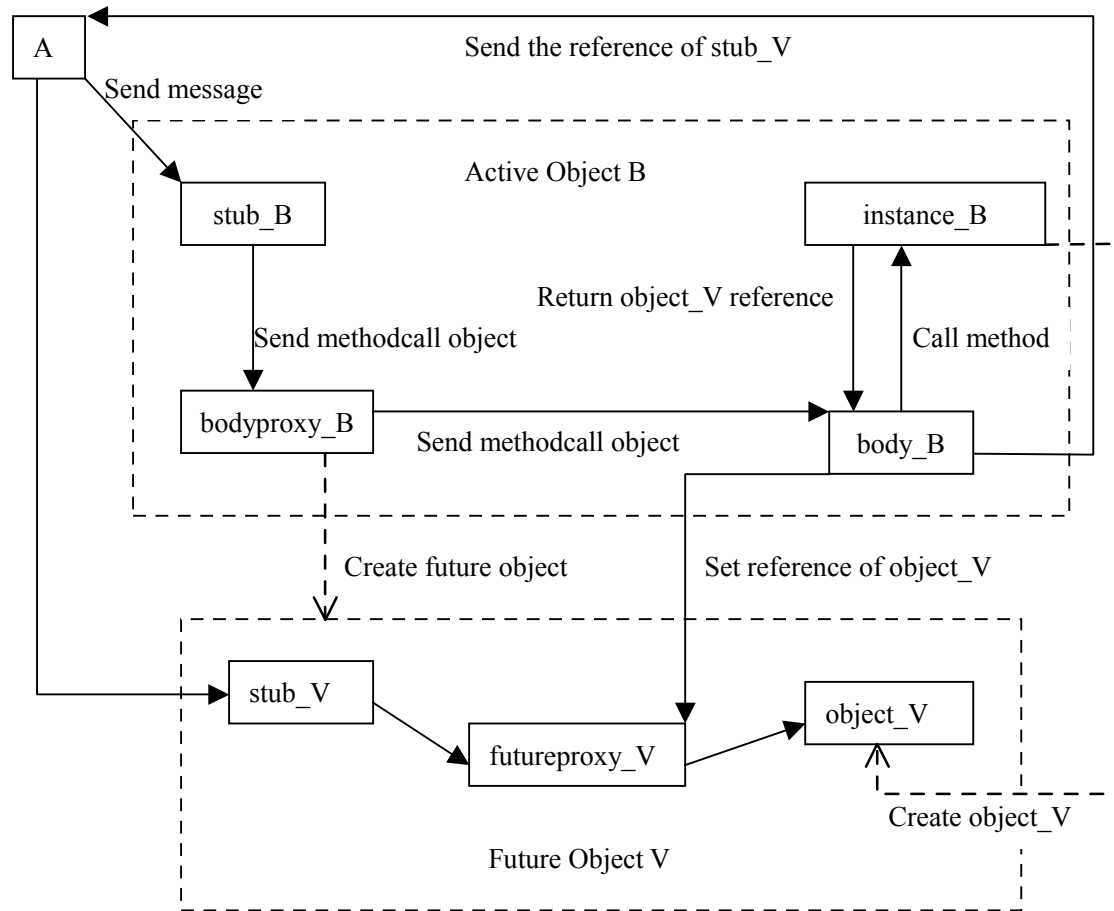 A
Send the reference of stub_V
Send message
Active Object B
stub_B
instance_B
Return object_V reference
Send methodcall object
Call method
bodyproxy_B
Send methodcall object
body_B
Create future object
Set reference of object_V
stub_V
object_V
futureproxy_V
Create object_V
Future Object V